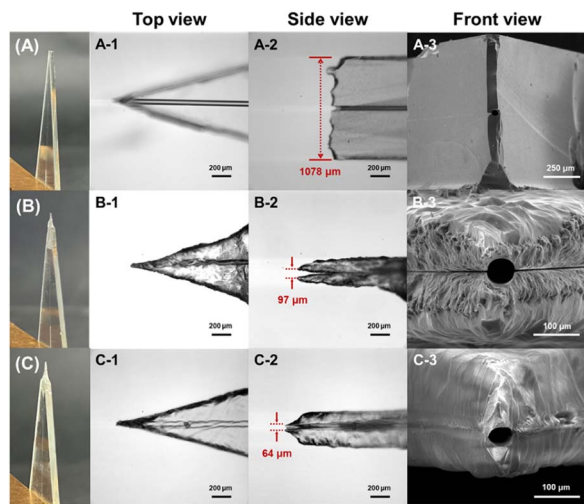 Top view Side view Front view
(A) A-1 A-2 A-3
1078 μm
200 μm 200 μm 250 μm
(B) B-1 B-2 B-3
97 μm
200 μm 200 μm 100 μm
(C) C-1 C-2 C-3
64 μm
200 μm 200 μm 100 μm